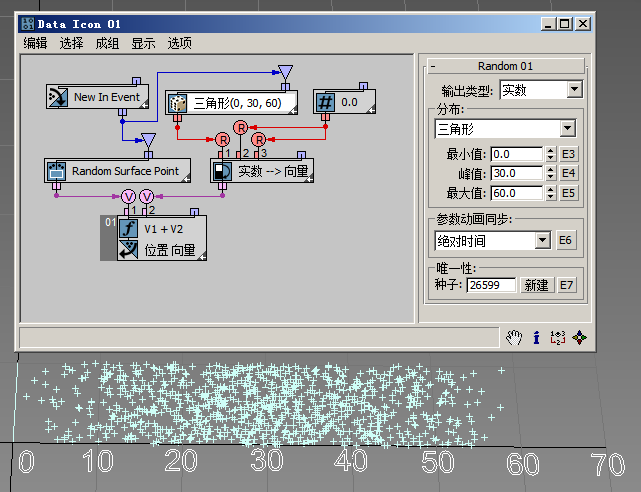 Data Icon 01
编辑 选择 成组 显示 选项
New In Event
三角形(0, 30, 60)
0.0
R
R R
1 2 3
Random Surface Point
实数 --> 向量
V V
1 2
01
V1 + V2
位置 向量
Random 01
输出类型: 实数
分布:
三角形
最小值: 0.0 E3
峰值: 30.0 E4
最大值: 60.0 E5
参数动画同步:
绝对时间 E6
唯一性:
种子: 26599 新建 E7
0 10 20 30 40 50 60 70